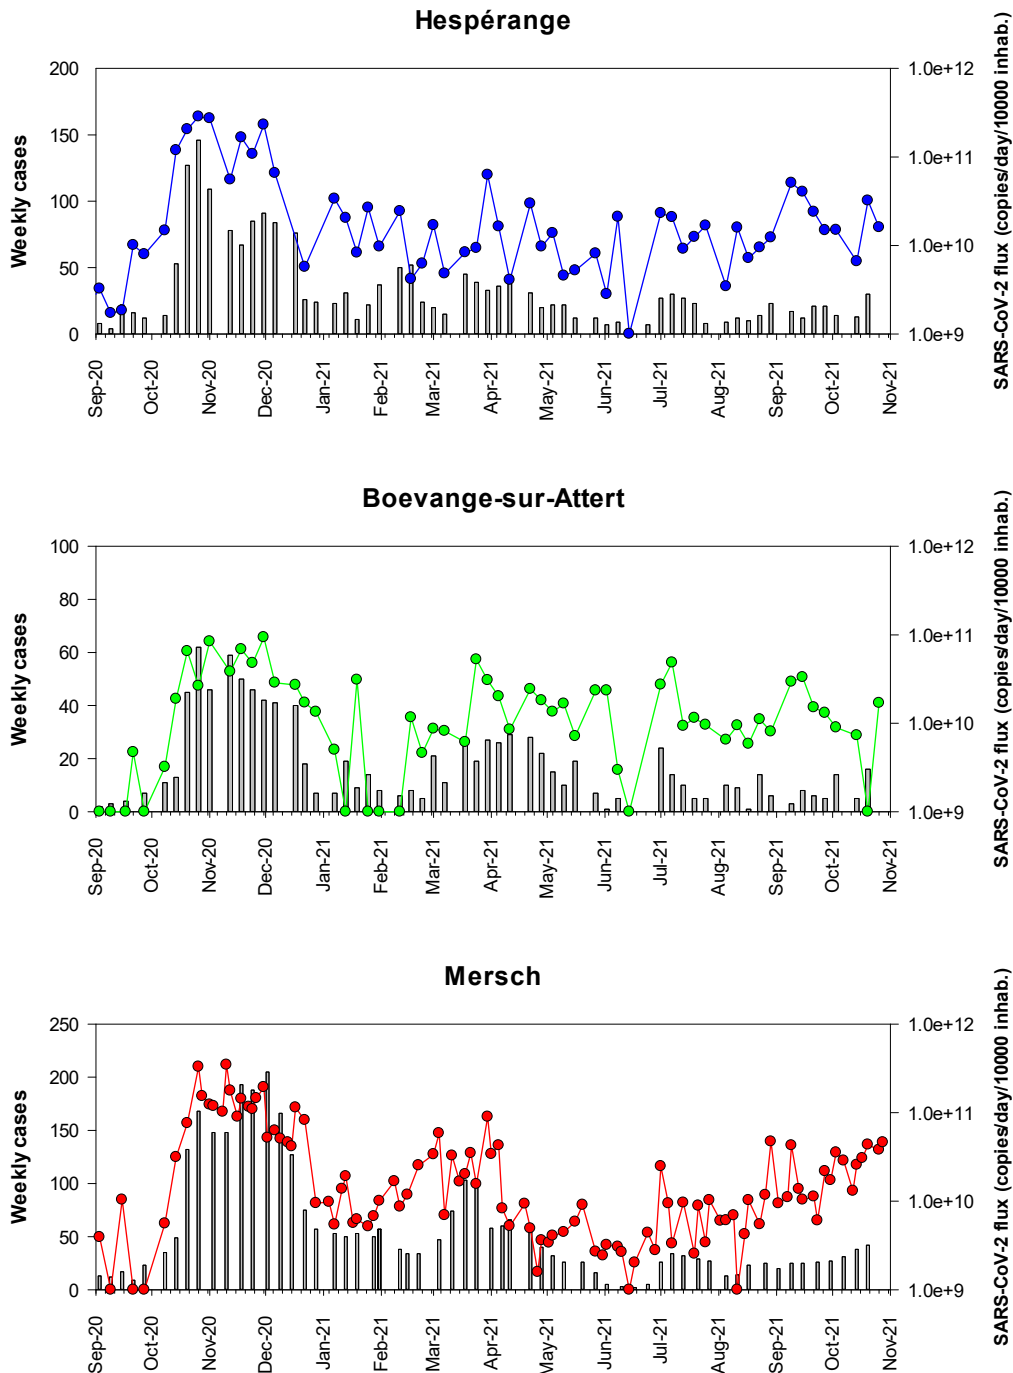 Hespérange
Weekly cases
200
150
100
50
0
1.0e+12
1.0e+11
1.0e+10
1.0e+9
SARS-CoV-2 flux (copies/day/10000 inhab.)
Sep-20
Oct-20
Nov-20
Dec-20
Jan-21
Feb-21
Mar-21
Apr-21
May-21
Jun-21
Jul-21
Aug-21
Sep-21
Oct-21
Nov-21
Boevange-sur-Attert
Weekly cases
100
80
60
40
20
0
1.0e+12
1.0e+11
1.0e+10
1.0e+9
SARS-CoV-2 flux (copies/day/10000 inhab.)
Sep-20
Oct-20
Nov-20
Dec-20
Jan-21
Feb-21
Mar-21
Apr-21
May-21
Jun-21
Jul-21
Aug-21
Sep-21
Oct-21
Nov-21
Mersch
Weekly cases
250
200
150
100
50
0
1.0e+12
1.0e+11
1.0e+10
1.0e+9
SARS-CoV-2 flux (copies/day/10000 inhab.)
Sep-20
Oct-20
Nov-20
Dec-20
Jan-21
Feb-21
Mar-21
Apr-21
May-21
Jun-21
Jul-21
Aug-21
Sep-21
Oct-21
Nov-21